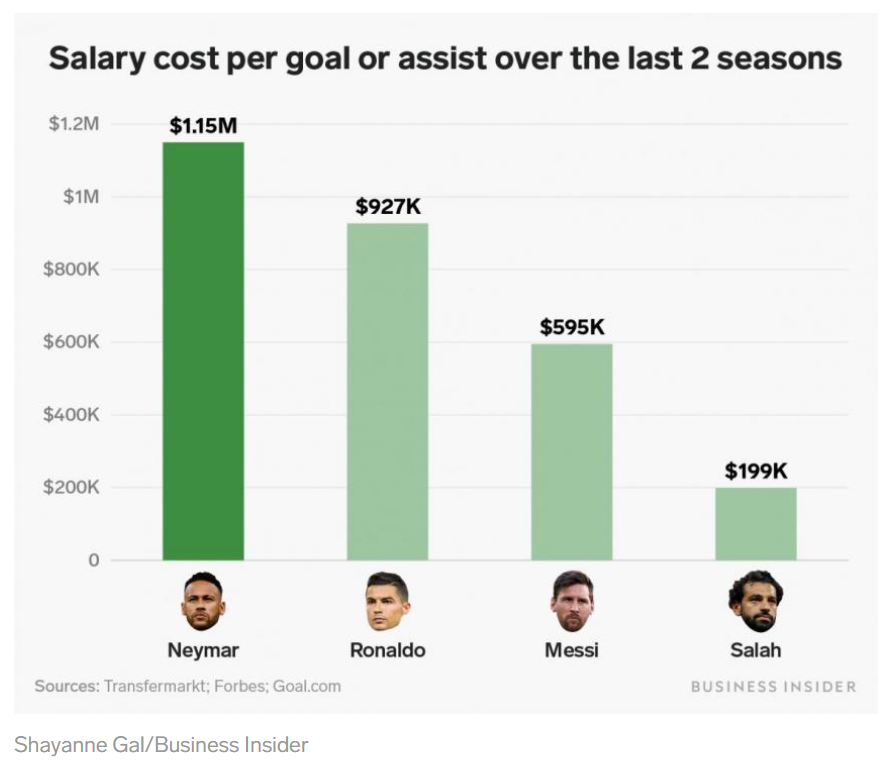 Salary cost per goal or assist over the last 2 seasons
$1.2M
$1M
$800K
$600K
$400K
$200K
0
$1.15M
$927K
$595K
$199K
Neymar
Ronaldo
Messi
Salah
Sources: Transfermarkt; Forbes; Goal.com
BUSINESS INSIDER
Shayanne Gal/Business Insider